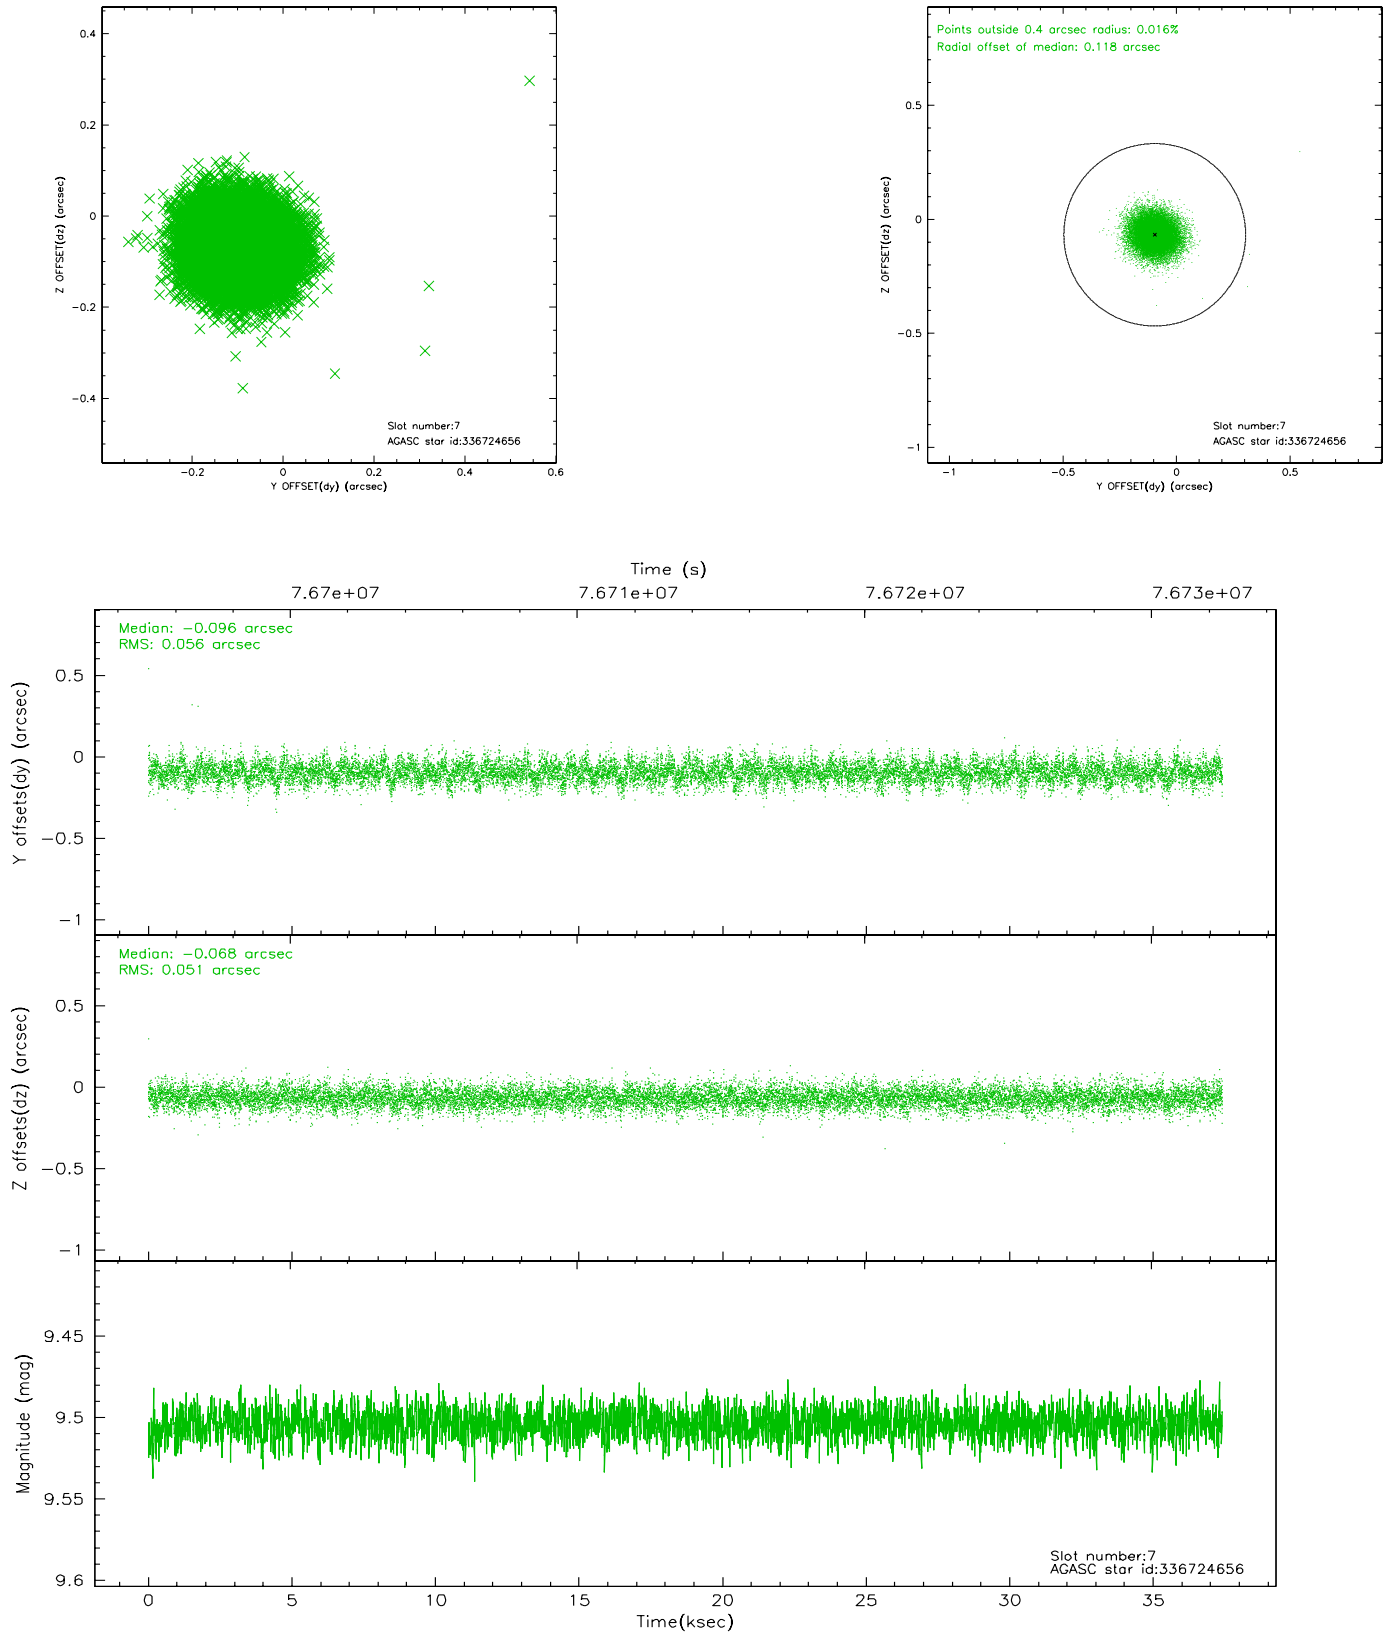 0.4
0.2
0
−0.2
−0.4
Z OFFSET(dz) (arcsec)
Slot number:7
AGASC star id:336724656
−0.2 0 0.2 0.4 0.6
Y OFFSET(dy) (arcsec)
Points outside 0.4 arcsec radius: 0.016%
Radial offset of median: 0.118 arcsec
0.5
0
−0.5
−1
Z OFFSET(dz) (arcsec)
Slot number:7
AGASC star id:336724656
−1 −0.5 0 0.5
Y OFFSET(dy) (arcsec)
Time (s)
7.67e+07 7.671e+07 7.672e+07 7.673e+07
Median: −0.096 arcsec
RMS: 0.056 arcsec
0.5
0
−0.5
−1
Y offsets(dy) (arcsec)
Median: −0.068 arcsec
RMS: 0.051 arcsec
0.5
0
−0.5
−1
Z offsets(dz) (arcsec)
9.45
9.5
9.55
9.6
Magnitude (mag)
Slot number:7
AGASC star id:336724656
0 5 10 15 20 25 30 35
Time(ksec)